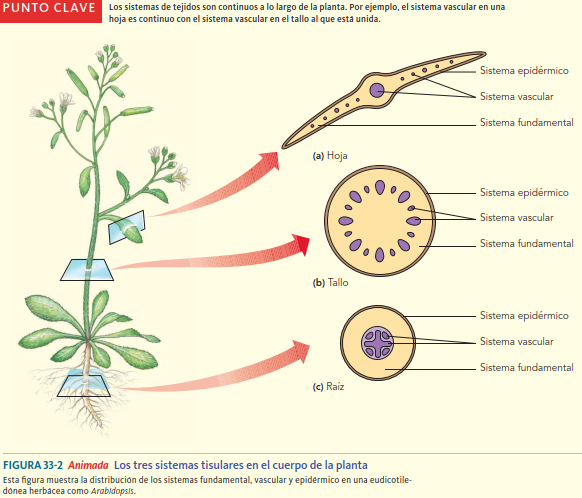 PUNTO CLAVE
Los sistemas de tejidos son continuos a lo largo de la planta. Por ejemplo, el sistema vascular en una
hoja es continuo con el sistema vascular en el tallo al que está unida.
Sistema epidérmico
Sistema vascular
Sistema fundamental
(a) Hoja
Sistema epidérmico
Sistema vascular
Sistema fundamental
(b) Tallo
Sistema epidérmico
Sistema vascular
Sistema fundamental
(c) Raíz
FIGURA 33-2 Animada Los tres sistemas tisulares en el cuerpo de la planta
Esta figura muestra la distribución de los sistemas fundamental, vascular y epidérmico en una eudicotile-
dónea herbácea como Arabidopsis.